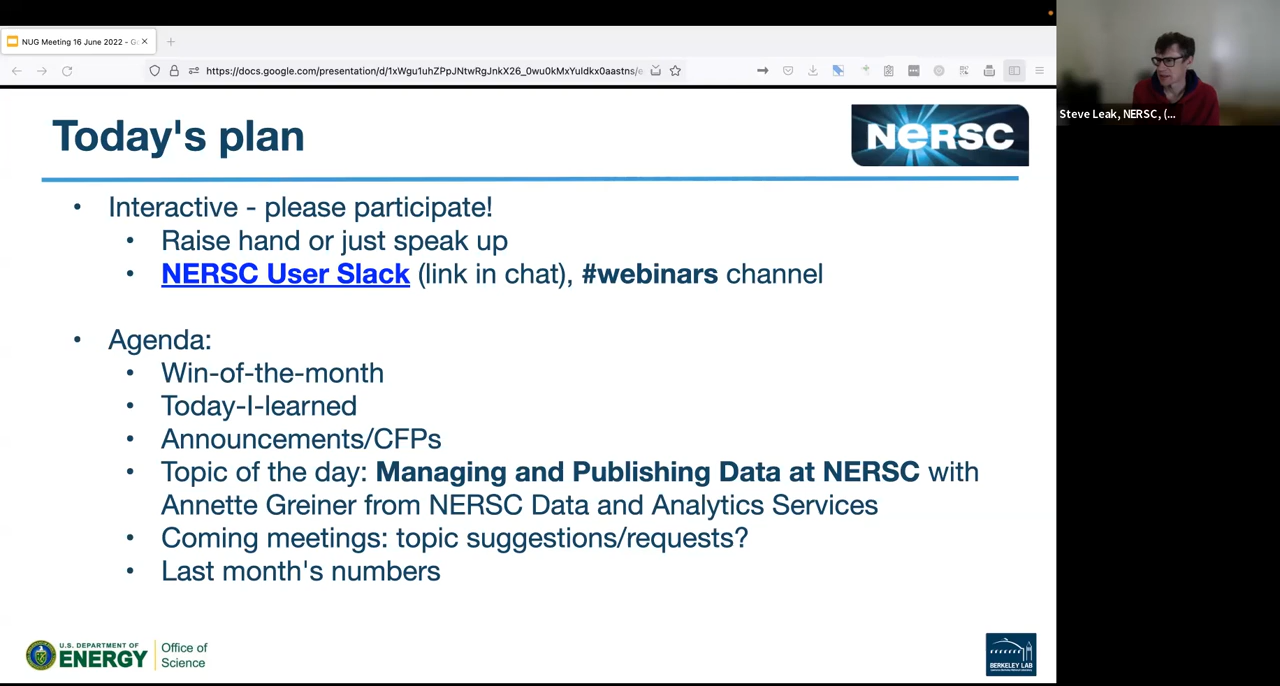 NUG Meeting 16 June 2022 - G
https://docs.google.com/presentation/d/1xWgu1uhZPpJNtwRgJnkX26_0wu0kMxYuIdkx0aastns/e
Steve Leak, NERSC, (...
Today's plan
NERSC
• Interactive - please participate!
• Raise hand or just speak up
• NERSC User Slack (link in chat), #webinars channel
• Agenda:
• Win-of-the-month
• Today-I-learned
• Announcements/CFPs
• Topic of the day: Managing and Publishing Data at NERSC with
Annette Greiner from NERSC Data and Analytics Services
• Coming meetings: topic suggestions/requests?
• Last month's numbers
U.S. DEPARTMENT OF
ENERGY
Office of
Science
BERKELEY LAB